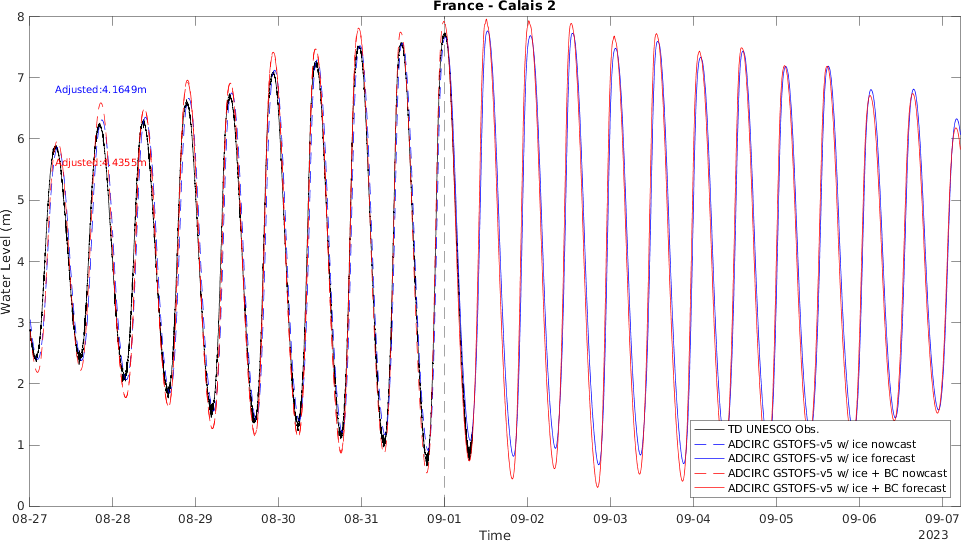 France - Calais 2
8
7
6
5
4
3
2
1
0
Water Level (m)
Adjusted:4.1649m
Adjusted:4.4355m
TD UNESCO Obs.
ADCIRC GSTOFS-v5 w/ ice nowcast
ADCIRC GSTOFS-v5 w/ ice forecast
ADCIRC GSTOFS-v5 w/ ice + BC nowcast
ADCIRC GSTOFS-v5 w/ ice + BC forecast
08-27 08-28 08-29 08-30 08-31 09-01 09-02 09-03 09-04 09-05 09-06 09-07
Time
2023